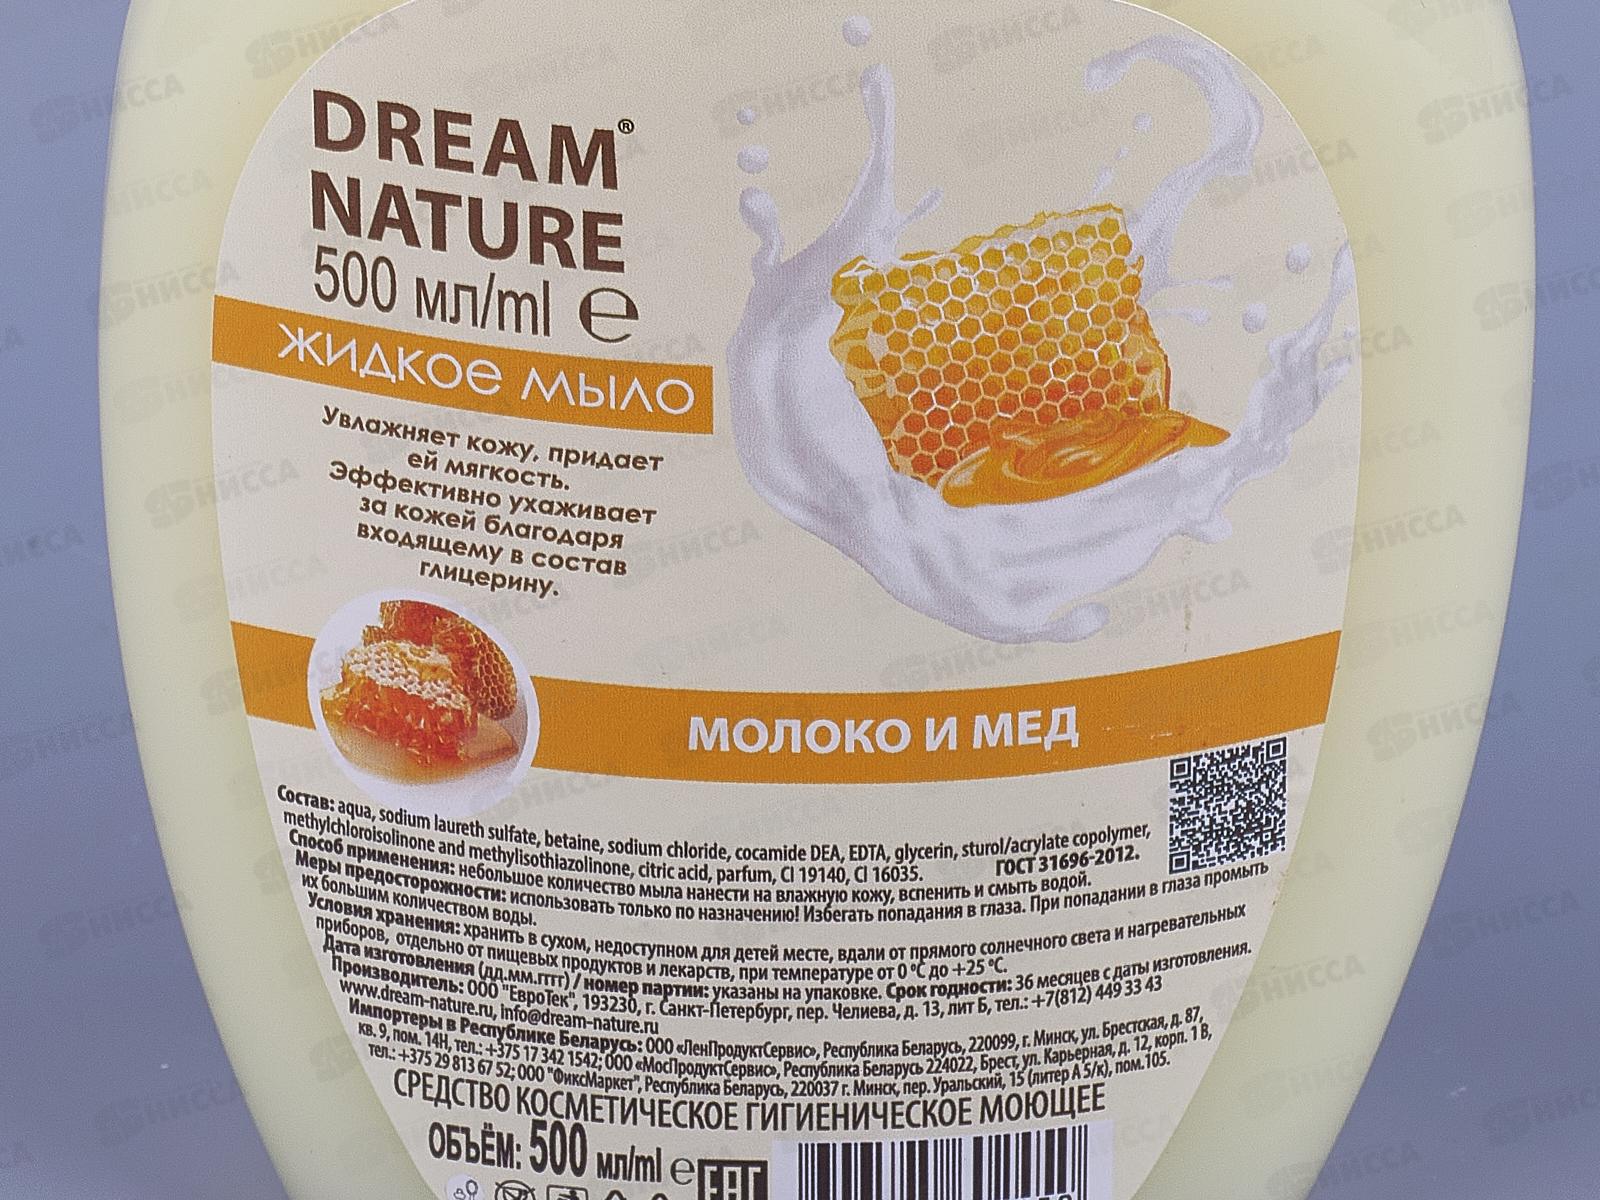 DREAM®
NATURE
500 мл/ml ℮
ЖИДКОЕ МЫЛО
Увлажняет кожу, придает
ей мягкость.
Эффективно ухаживает
за кожей благодаря
входящему в состав
глицерину.
МОЛОКО И МЕД
Состав: aqua, sodium laureth sulfate, betaine, sodium chloride, cocamide DEA, EDTA, glycerin, sturol/acrylate copolymer,
methylchloroisolinone and methylisothiazolinone, citric acid, parfum, CI 19140, CI 16035. ГОСТ 31696-2012.
Способ применения: небольшое количество мыла нанести на влажную кожу, вспенить и смыть водой.
Меры предосторожности: использовать только по назначению! Избегать попадания в глаза. При попадании в глаза промыть
их большим количеством воды.
Условия хранения: хранить в сухом, недоступном для детей месте, вдали от прямого солнечного света и нагревательных
приборов, отдельно от пищевых продуктов и лекарств, при температуре от 0 °C до +25 °C.
Дата изготовления (дд.мм.гггг) / номер партии: указаны на упаковке. Срок годности: 36 месяцев с даты изготовления.
Производитель: ООО "ЕвроТек", 193230, г. Санкт-Петербург, пер. Челиева, д. 13, лит Б, тел.: +7(812) 449 33 43
www.dream-nature.ru, info@dream-nature.ru
Импортеры в Республике Беларусь: ООО «ЛенПродуктСервис», Республика Беларусь, 220099, г. Минск, ул. Брестская, д. 87,
кв. 9, пом. 14Н, тел.: +375 17 342 1542; ООО «МосПродуктСервис», Республика Беларусь 224022, Брест, ул. Карьерная, д. 12, корп. 1 В,
тел.: +375 29 813 67 52; ООО "ФиксМаркет", Республика Беларусь, 220037 г. Минск, пер. Уральский, 15 (литер А 5/к), пом.105.
СРЕДСТВО КОСМЕТИЧЕСКОЕ ГИГИЕНИЧЕСКОЕ МОЮЩЕЕ
ОБЪЁМ: 500 мл/ml ℮ EAC
НИССА